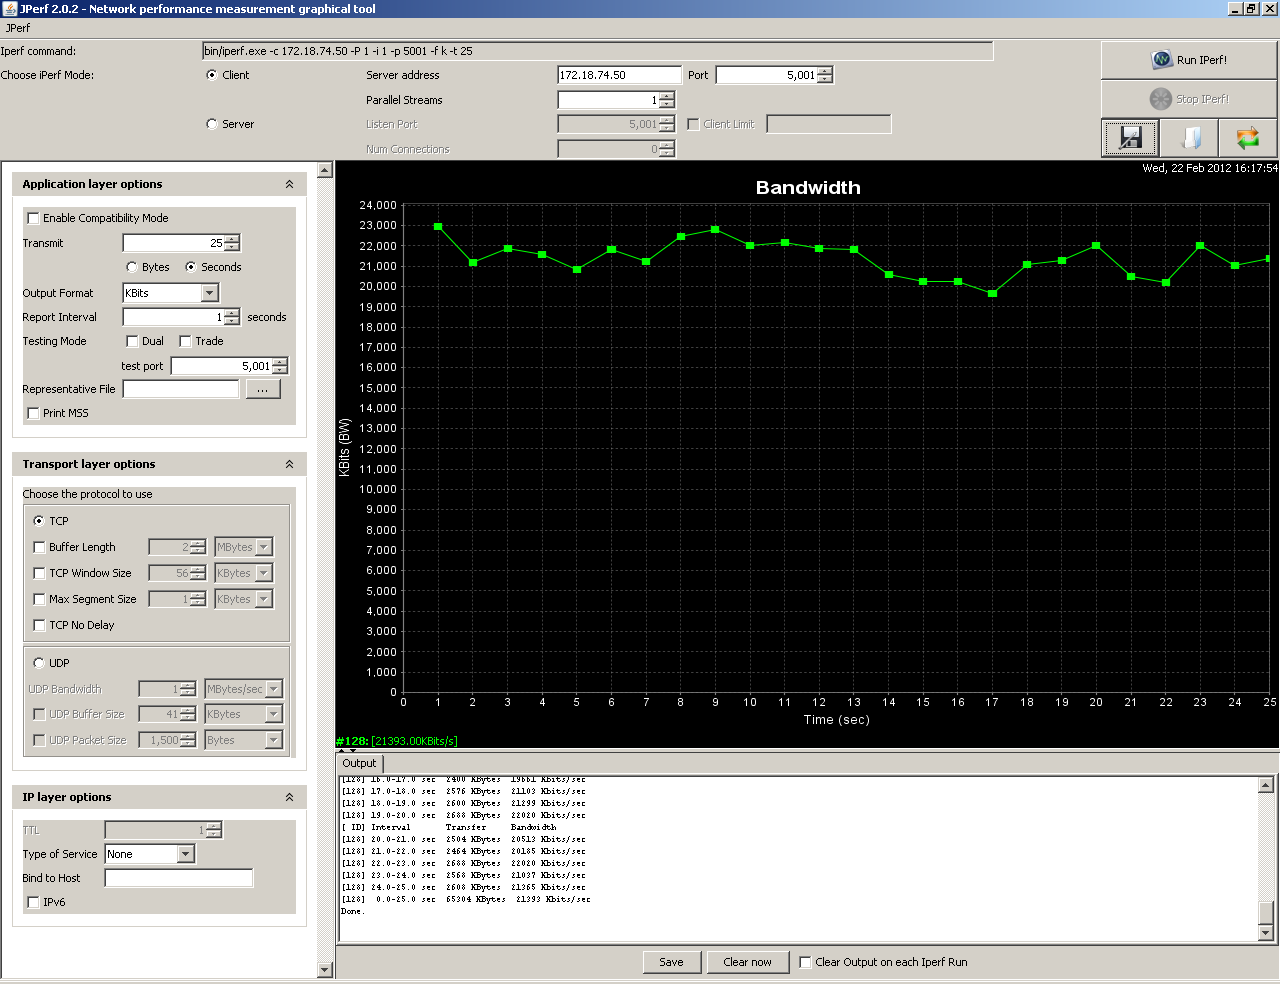 JPerf 2.0.2 - Network performance measurement graphical tool
JPerf
Iperf command:
bin/iperf.exe -c 172.18.74.50 -P 1 -i 1 -p 5001 -f k -t 25
Run IPerf!
Choose iPerf Mode:
Client
Server address
172.18.74.50
Port
5,001
Parallel Streams
1
Stop IPerf!
Server
Listen Port
5,001
Client Limit
Num Connections
0
Application layer options
Enable Compatibility Mode
Transmit
25
Bytes
Seconds
Output Format
KBits
Report Interval
1
seconds
Testing Mode
Dual
Trade
test port
5,001
Representative File
...
Print MSS
Transport layer options
Choose the protocol to use
TCP
Buffer Length
2
MBytes
TCP Window Size
56
KBytes
Max Segment Size
1
KBytes
TCP No Delay
UDP
UDP Bandwidth
1
MBytes/sec
UDP Buffer Size
41
KBytes
UDP Packet Size
1,500
Bytes
IP layer options
TTL
1
Type of Service
None
Bind to Host
IPv6
Wed, 22 Feb 2012 16:17:54
Bandwidth
24,000
23,000
22,000
21,000
20,000
19,000
18,000
17,000
16,000
15,000
14,000
13,000
12,000
11,000
10,000
9,000
8,000
7,000
6,000
5,000
4,000
3,000
2,000
1,000
0
KBits (BW)
0 1 2 3 4 5 6 7 8 9 10 11 12 13 14 15 16 17 18 19 20 21 22 23 24 25
Time (sec)
#128: [21393.00KBits/s]
Output
[128] 16.0-17.0 sec 2400 KBytes 19661 Kbits/sec
[128] 17.0-18.0 sec 2576 KBytes 21103 Kbits/sec
[128] 18.0-19.0 sec 2600 KBytes 21299 Kbits/sec
[128] 19.0-20.0 sec 2688 KBytes 22020 Kbits/sec
[ ID] Interval Transfer Bandwidth
[128] 20.0-21.0 sec 2504 KBytes 20513 Kbits/sec
[128] 21.0-22.0 sec 2464 KBytes 20185 Kbits/sec
[128] 22.0-23.0 sec 2688 KBytes 22020 Kbits/sec
[128] 23.0-24.0 sec 2568 KBytes 21037 Kbits/sec
[128] 24.0-25.0 sec 2608 KBytes 21365 Kbits/sec
[128] 0.0-25.0 sec 65304 KBytes 21393 Kbits/sec
Done.
Save
Clear now
Clear Output on each Iperf Run